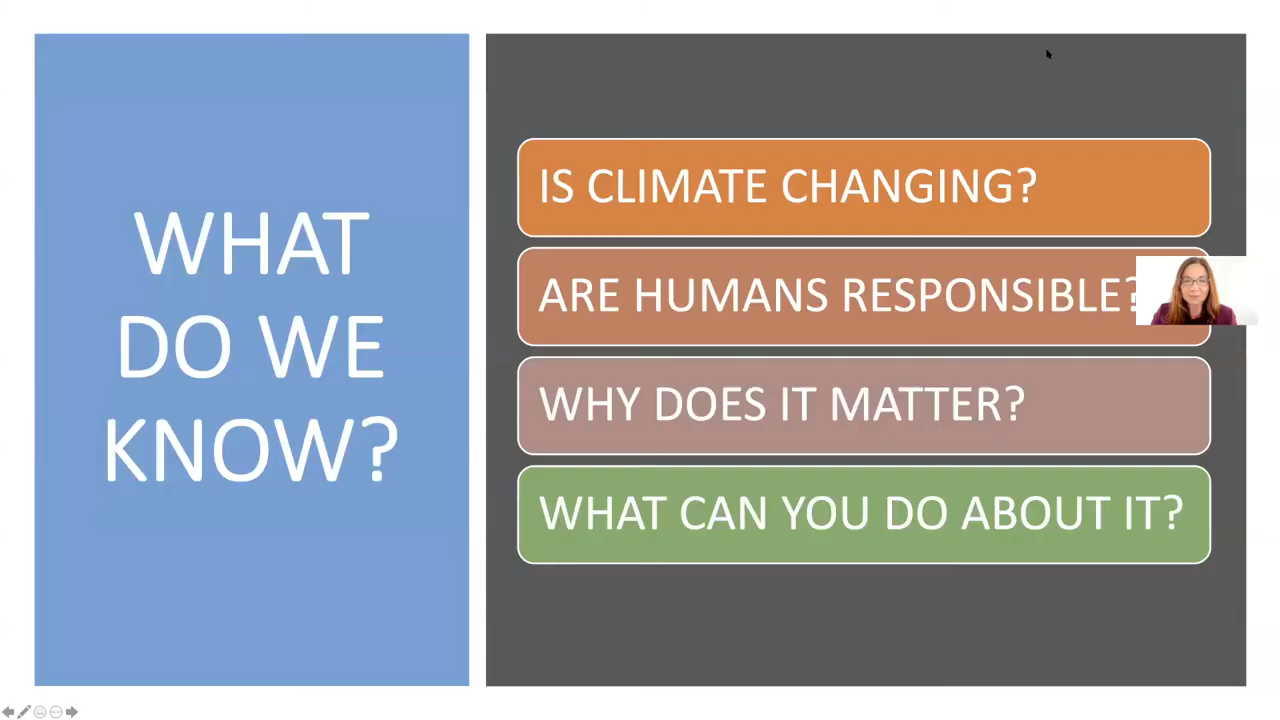 WHAT
DO WE
KNOW?
IS CLIMATE CHANGING?
ARE HUMANS RESPONSIBLE?
WHY DOES IT MATTER?
WHAT CAN YOU DO ABOUT IT?